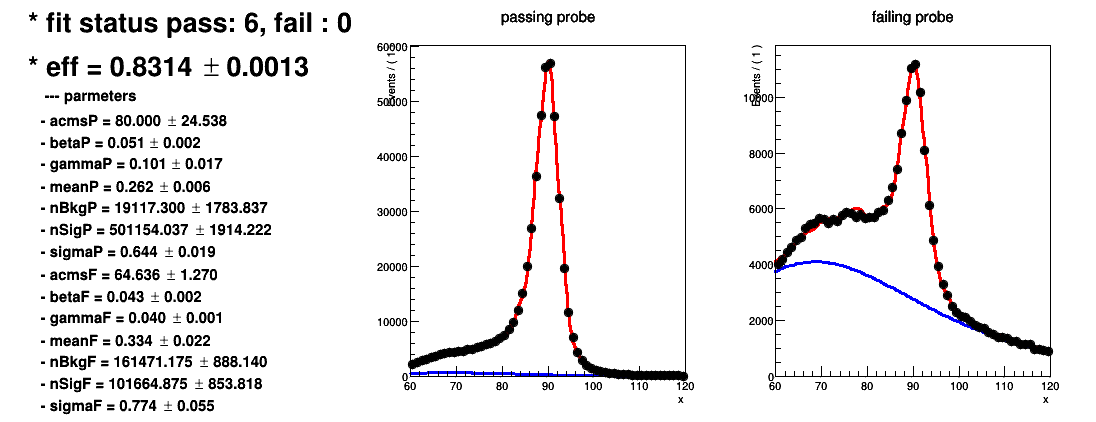 * fit status pass: 6, fail : 0
* eff = 0.8314 ± 0.0013
--- parmeters
- acmsP = 80.000 ± 24.538
- betaP = 0.051 ± 0.002
- gammaP = 0.101 ± 0.017
- meanP = 0.262 ± 0.006
- nBkgP = 19117.300 ± 1783.837
- nSigP = 501154.037 ± 1914.222
- sigmaP = 0.644 ± 0.019
- acmsF = 64.636 ± 1.270
- betaF = 0.043 ± 0.002
- gammaF = 0.040 ± 0.001
- meanF = 0.334 ± 0.022
- nBkgF = 161471.175 ± 888.140
- nSigF = 101664.875 ± 853.818
- sigmaF = 0.774 ± 0.055
passing probe
Events / ( 1 )
60000
50000
40000
30000
20000
10000
0
60 70 80 90 100 110 120
x
failing probe
Events / ( 1 )
10000
8000
6000
4000
2000
0
60 70 80 90 100 110 120
x